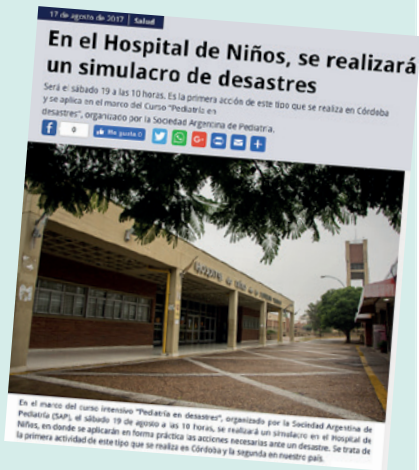 17 de agosto de 2017 | Salud
En el Hospital de Niños, se realizará
un simulacro de desastres
Será el sábado 19 a las 10 horas. Es la primera acción de este tipo que se realiza en Córdoba
y se aplica en el marco del Curso "Pediatría en
desastres", organizado por la Sociedad Argentina de Pediatría.
f 0 Me gusta 0 G+
HOSPITAL de NIÑOS de la
En el marco del curso intensivo "Pediatría en desastres", organizado por la Sociedad Argentina de
Pediatría (SAP), el sábado 19 de agosto a las 10 horas, se realizará un simulacro en el Hospital de
Niños, en donde se aplicarán en forma práctica las acciones necesarias ante un desastre. Se trata de
la primera actividad de este tipo que se realiza en Córdoba y la segunda en nuestro país.